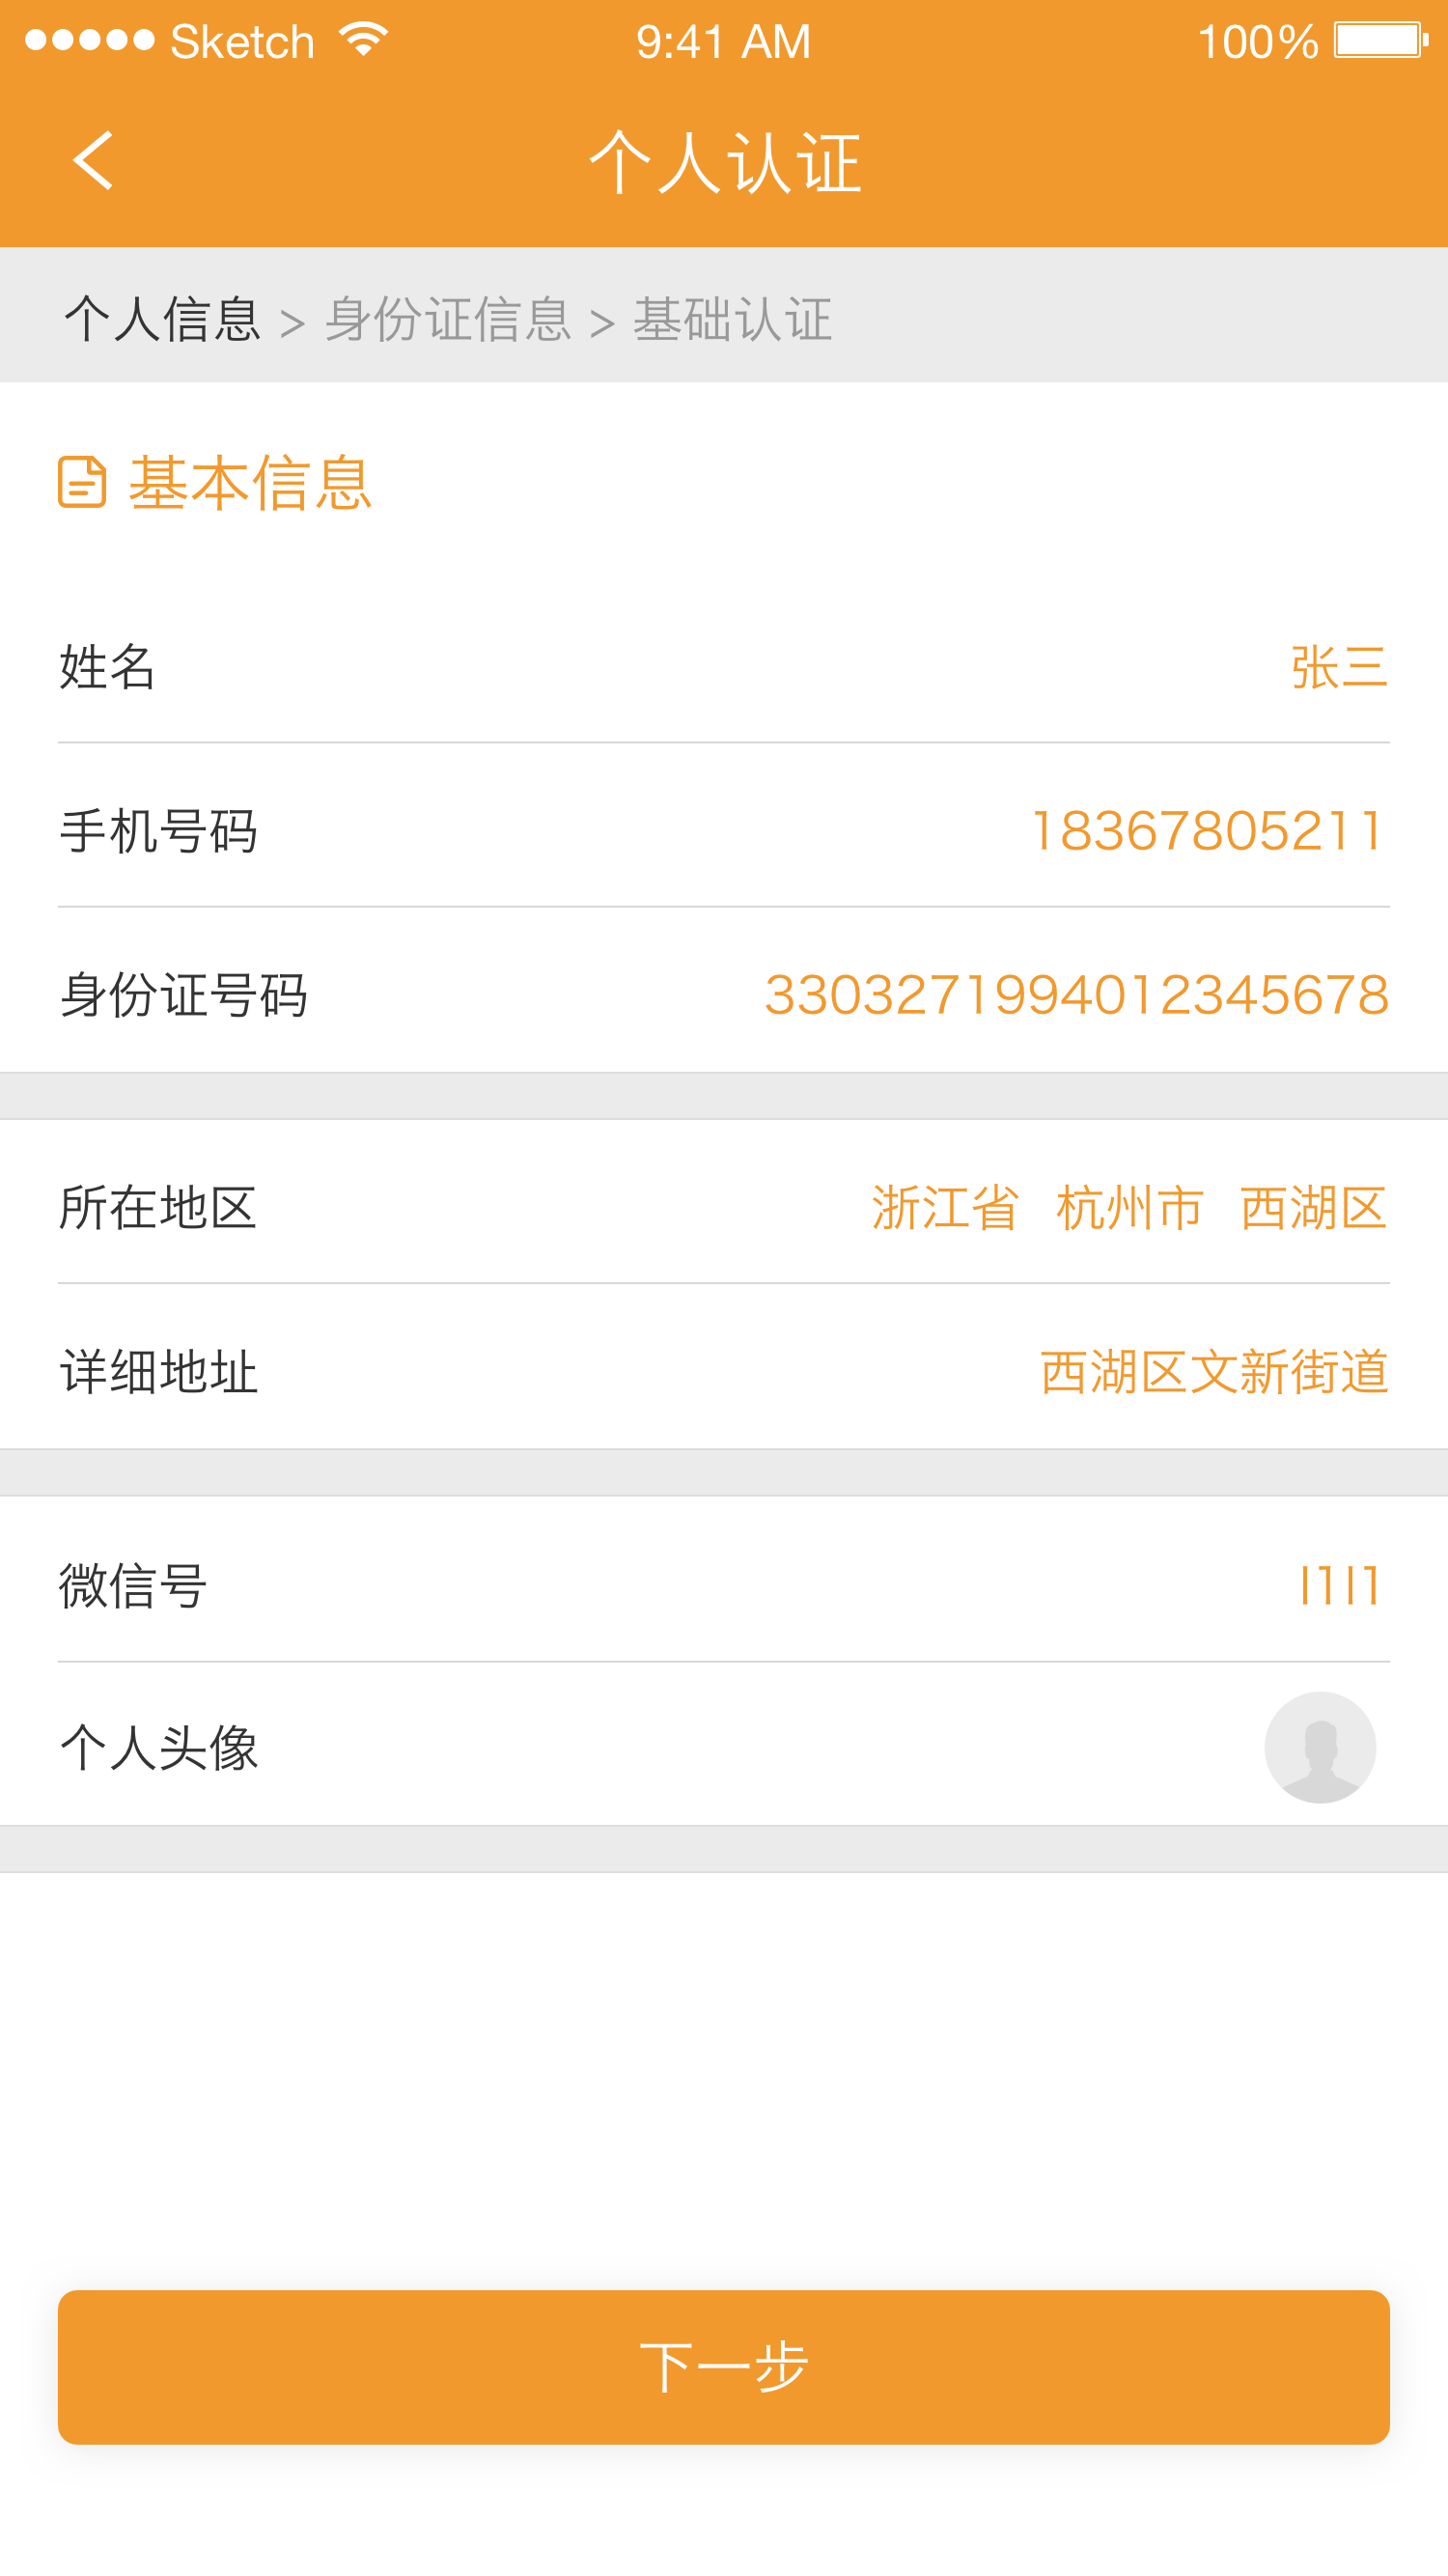 Sketch 9:41 AM 100%
个人认证
个人信息 > 身份证信息 > 基础认证
基本信息
姓名 张三
手机号码 18367805211
身份证号码 3303271994012345678
所在地区 浙江省 杭州市 西湖区
详细地址 西湖区文新街道
微信号 l1l1
个人头像
下一步